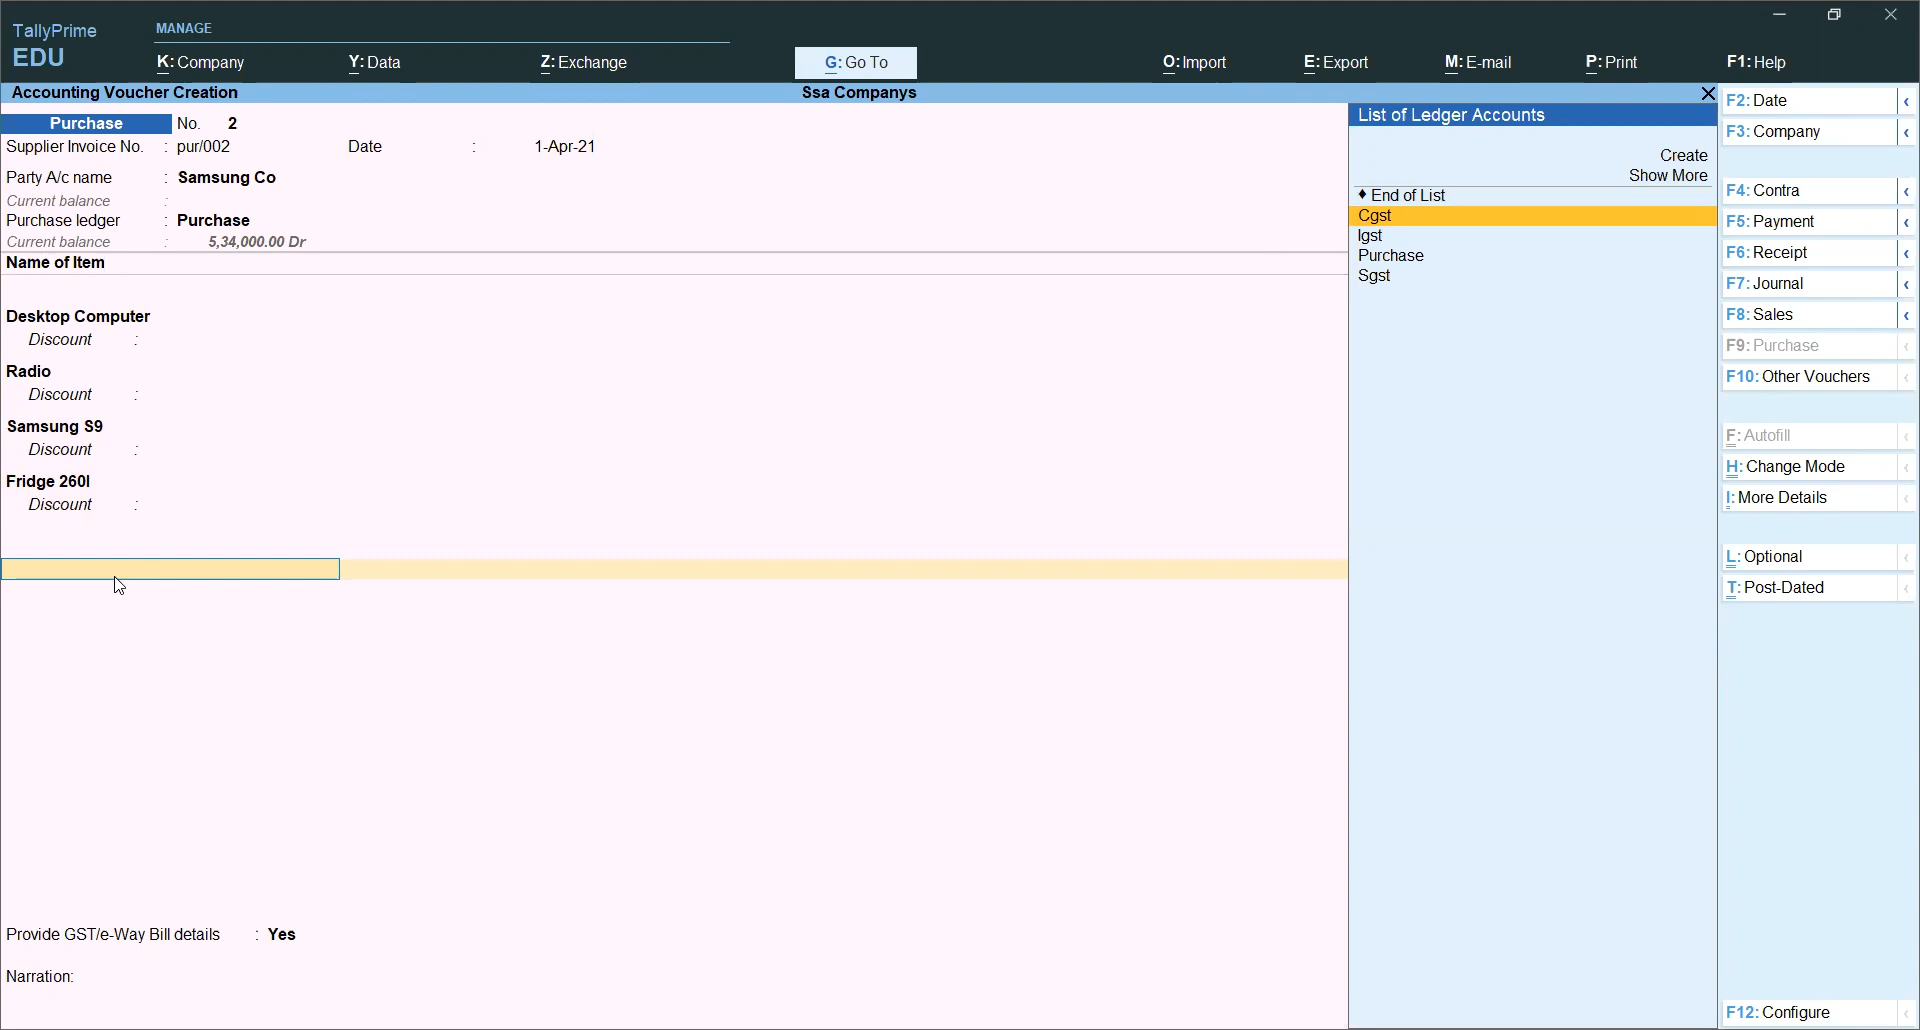 TallyPrime
EDU
MANAGE
K: Company
Y: Data
Z: Exchange
G: Go To
O: Import
E: Export
M: E-mail
P: Print
F1: Help
Accounting Voucher Creation
Ssa Companys
Purchase No. 2
Supplier Invoice No. : pur/002 Date : 1-Apr-21
Party A/c name : Samsung Co
Current balance :
Purchase ledger : Purchase
Current balance : 5,34,000.00 Dr
Name of Item
Desktop Computer
Discount :
Radio
Discount :
Samsung S9
Discount :
Fridge 260l
Discount :
Provide GST/e-Way Bill details : Yes
Narration:
List of Ledger Accounts
Create
Show More
♦ End of List
Cgst
Igst
Purchase
Sgst
F2: Date
F3: Company
F4: Contra
F5: Payment
F6: Receipt
F7: Journal
F8: Sales
F9: Purchase
F10: Other Vouchers
F: Autofill
H: Change Mode
I: More Details
L: Optional
T: Post-Dated
F12: Configure